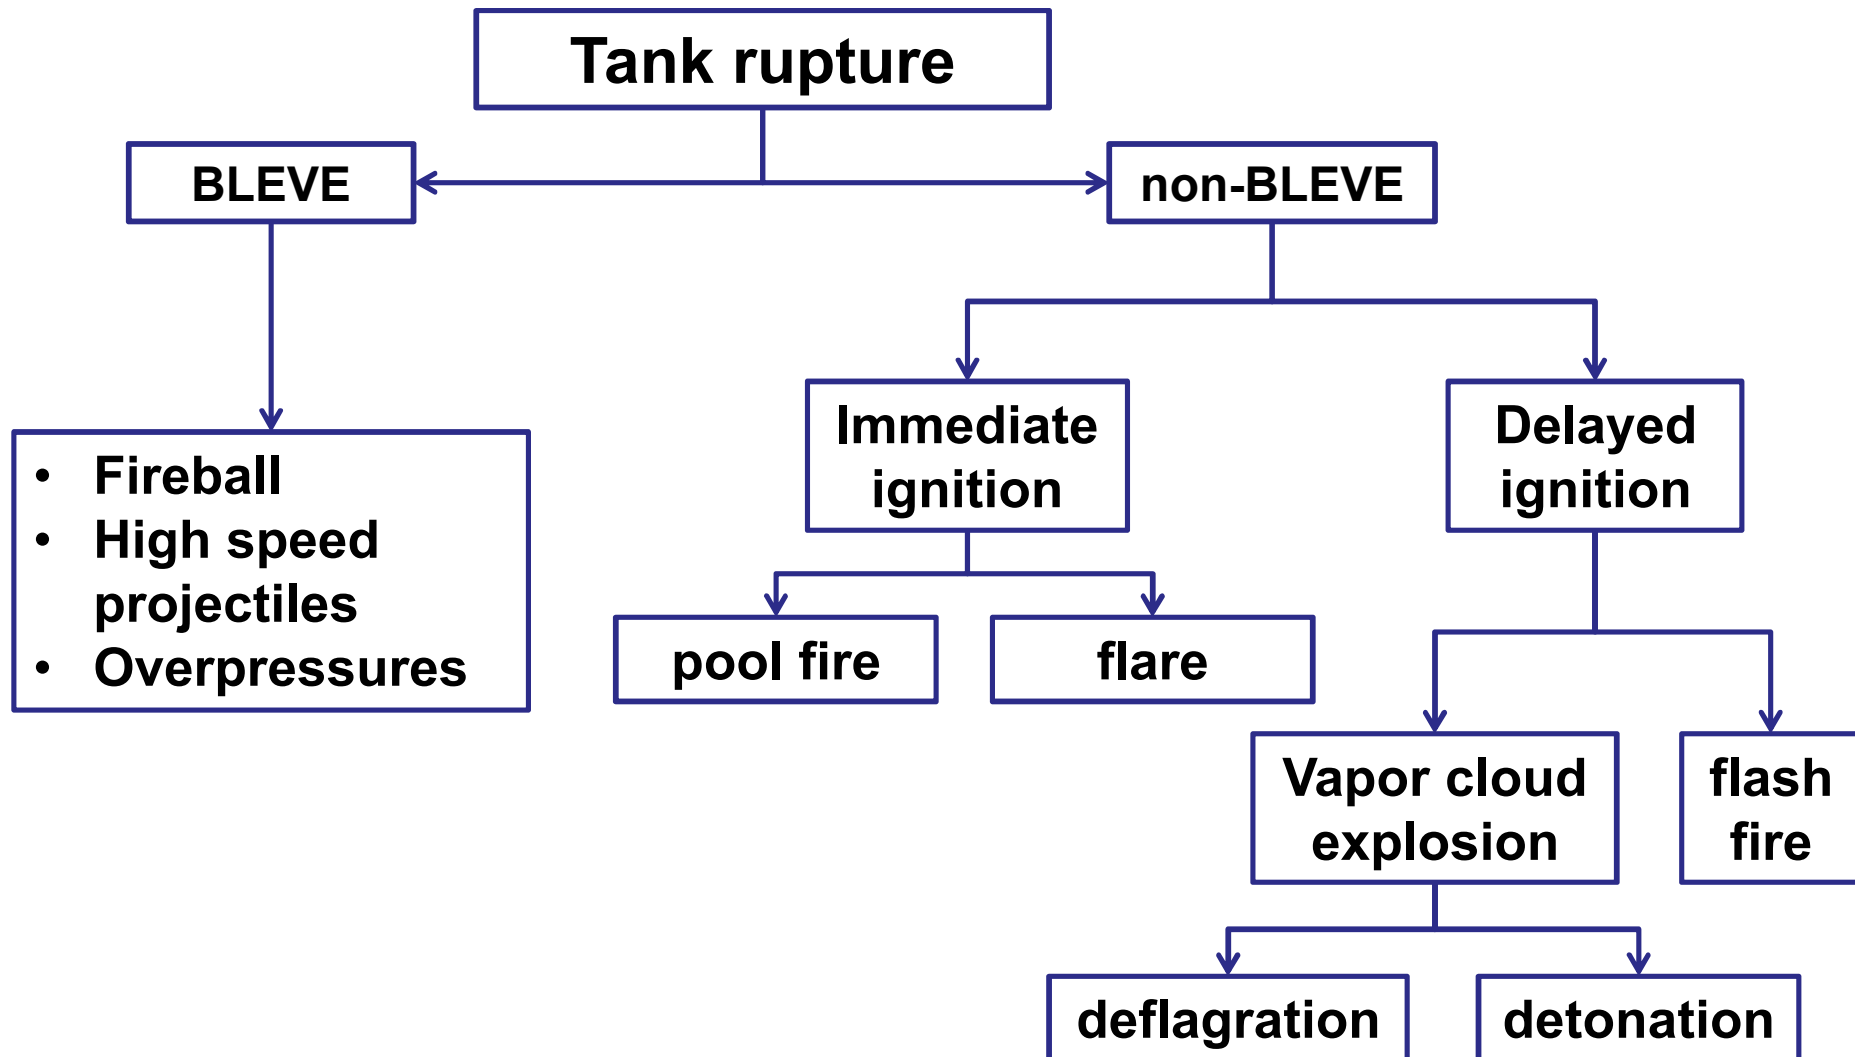 Tank rupture
BLEVE
non-BLEVE
• Fireball
• High speed
projectiles
• Overpressures
Immediate
ignition
Delayed
ignition
pool fire
flare
Vapor cloud
explosion
flash
fire
deflagration
detonation